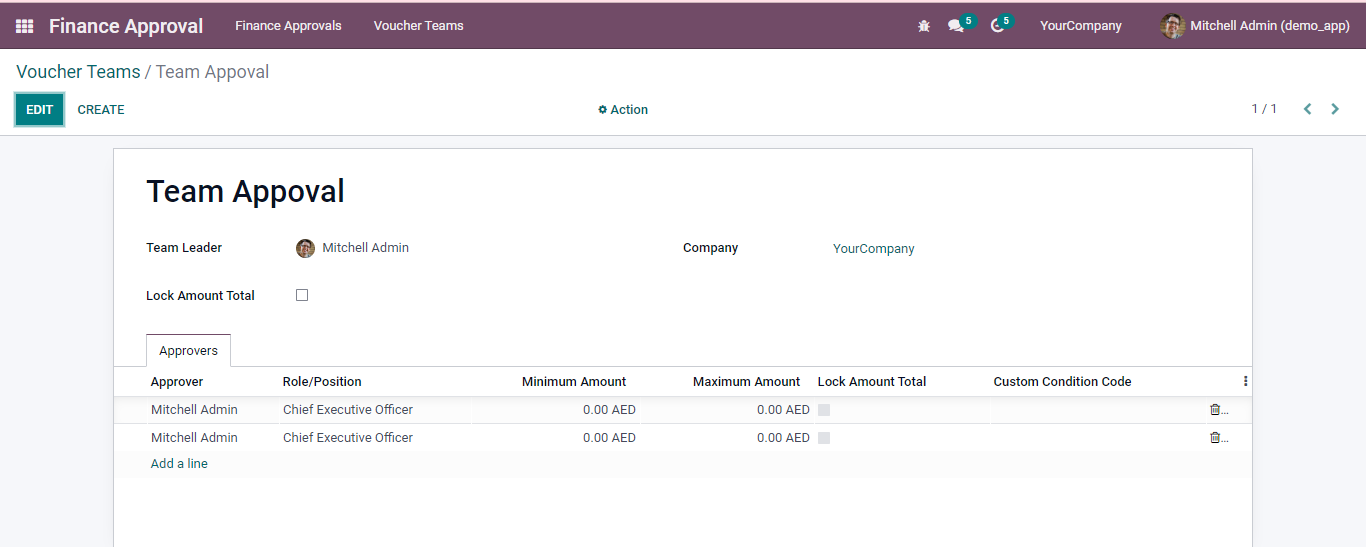 Finance Approval Finance Approvals Voucher Teams 5 5 YourCompany Mitchell Admin (demo_app)
Voucher Teams / Team Appoval
EDIT CREATE Action 1 / 1
Team Appoval
Team Leader Mitchell Admin Company YourCompany
Lock Amount Total
Approvers
Approver Role/Position Minimum Amount Maximum Amount Lock Amount Total Custom Condition Code
Mitchell Admin Chief Executive Officer 0.00 AED 0.00 AED ...
Mitchell Admin Chief Executive Officer 0.00 AED 0.00 AED ...
Add a line